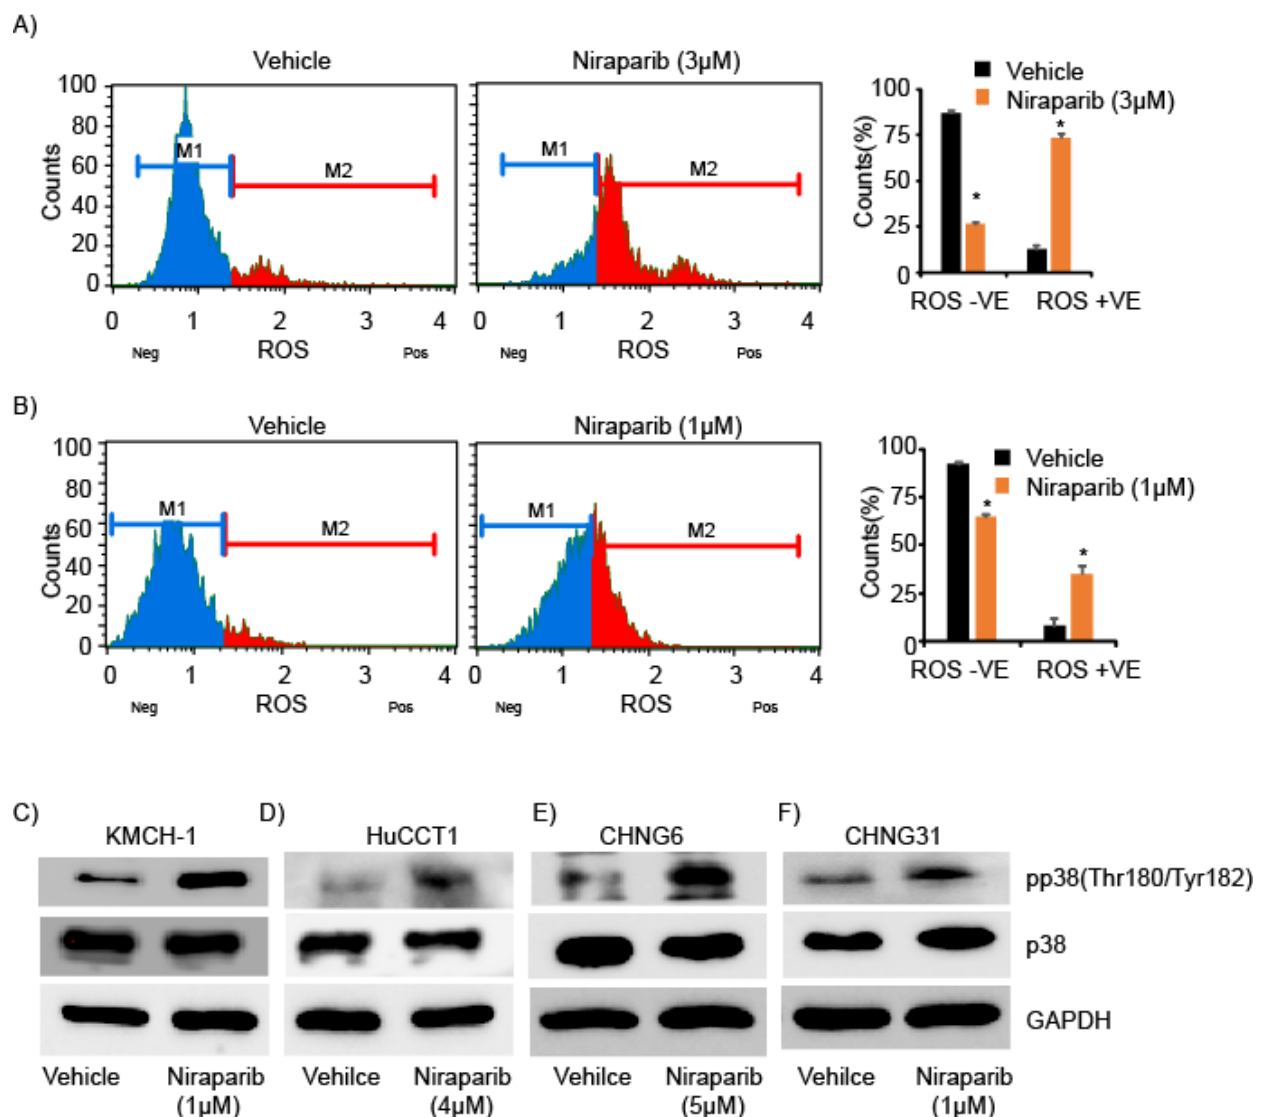 A)
Vehicle
Niraparib (3µM)
Vehicle
Niraparib (3µM)
Counts
100
80
60
40
20
0
M1
M2
0 1 2 3 4
Neg ROS Pos
M1
M2
0 1 2 3 4
Neg ROS Pos
Counts(%)
100
75
50
25
0
*
*
ROS -VE ROS +VE
B)
Vehicle
Niraparib (1µM)
Vehicle
Niraparib (1µM)
Counts
100
80
60
40
20
0
M1
M2
0 1 2 3 4
Neg ROS Pos
M1
M2
0 1 2 3 4
Neg ROS Pos
Counts(%)
100
75
50
25
0
*
*
ROS -VE ROS +VE
C) D) E) F)
KMCH-1 HuCCT1 CHNG6 CHNG31
pp38(Thr180/Tyr182)
p38
GAPDH
Vehicle Niraparib Vehilce Niraparib Vehilce Niraparib Vehilce Niraparib
(1µM) (4µM) (5µM) (1µM)